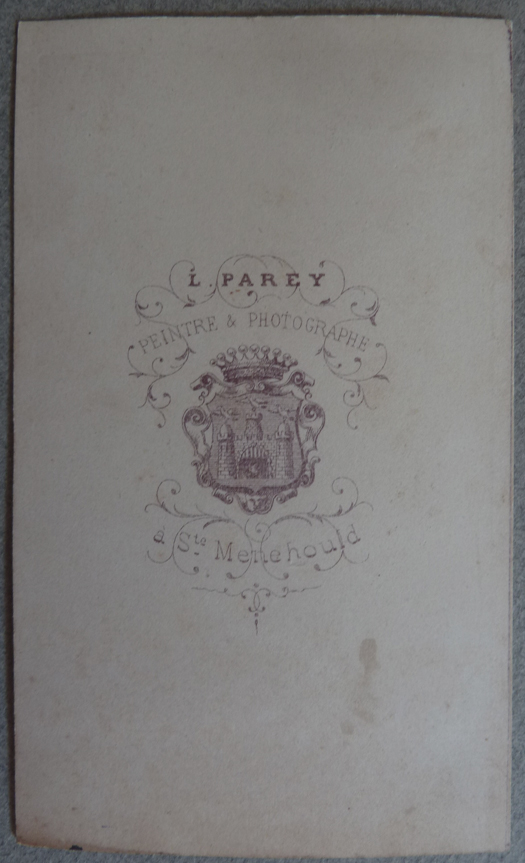 L. PAREY
PEINTRE & PHOTOGRAPHE
à Ste Menehould